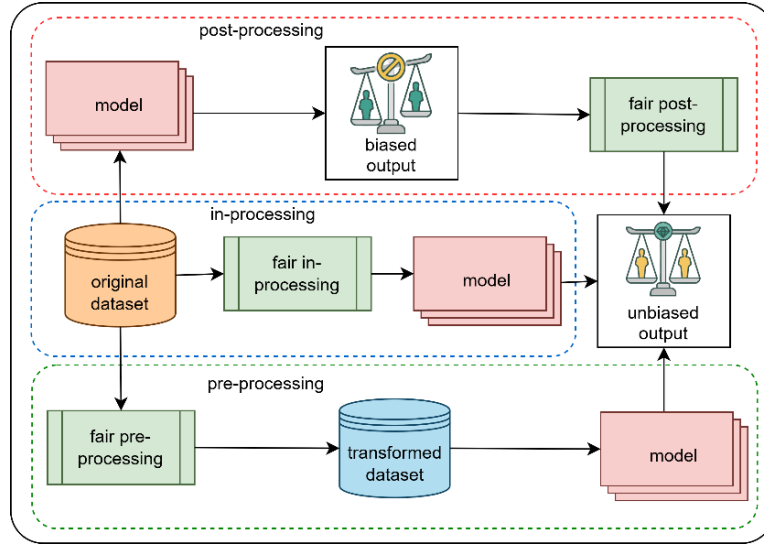 post-processing
model
biased
output
fair post-
processing
in-processing
original
dataset
fair in-
processing
model
unbiased
output
pre-processing
fair pre-
processing
transformed
dataset
model